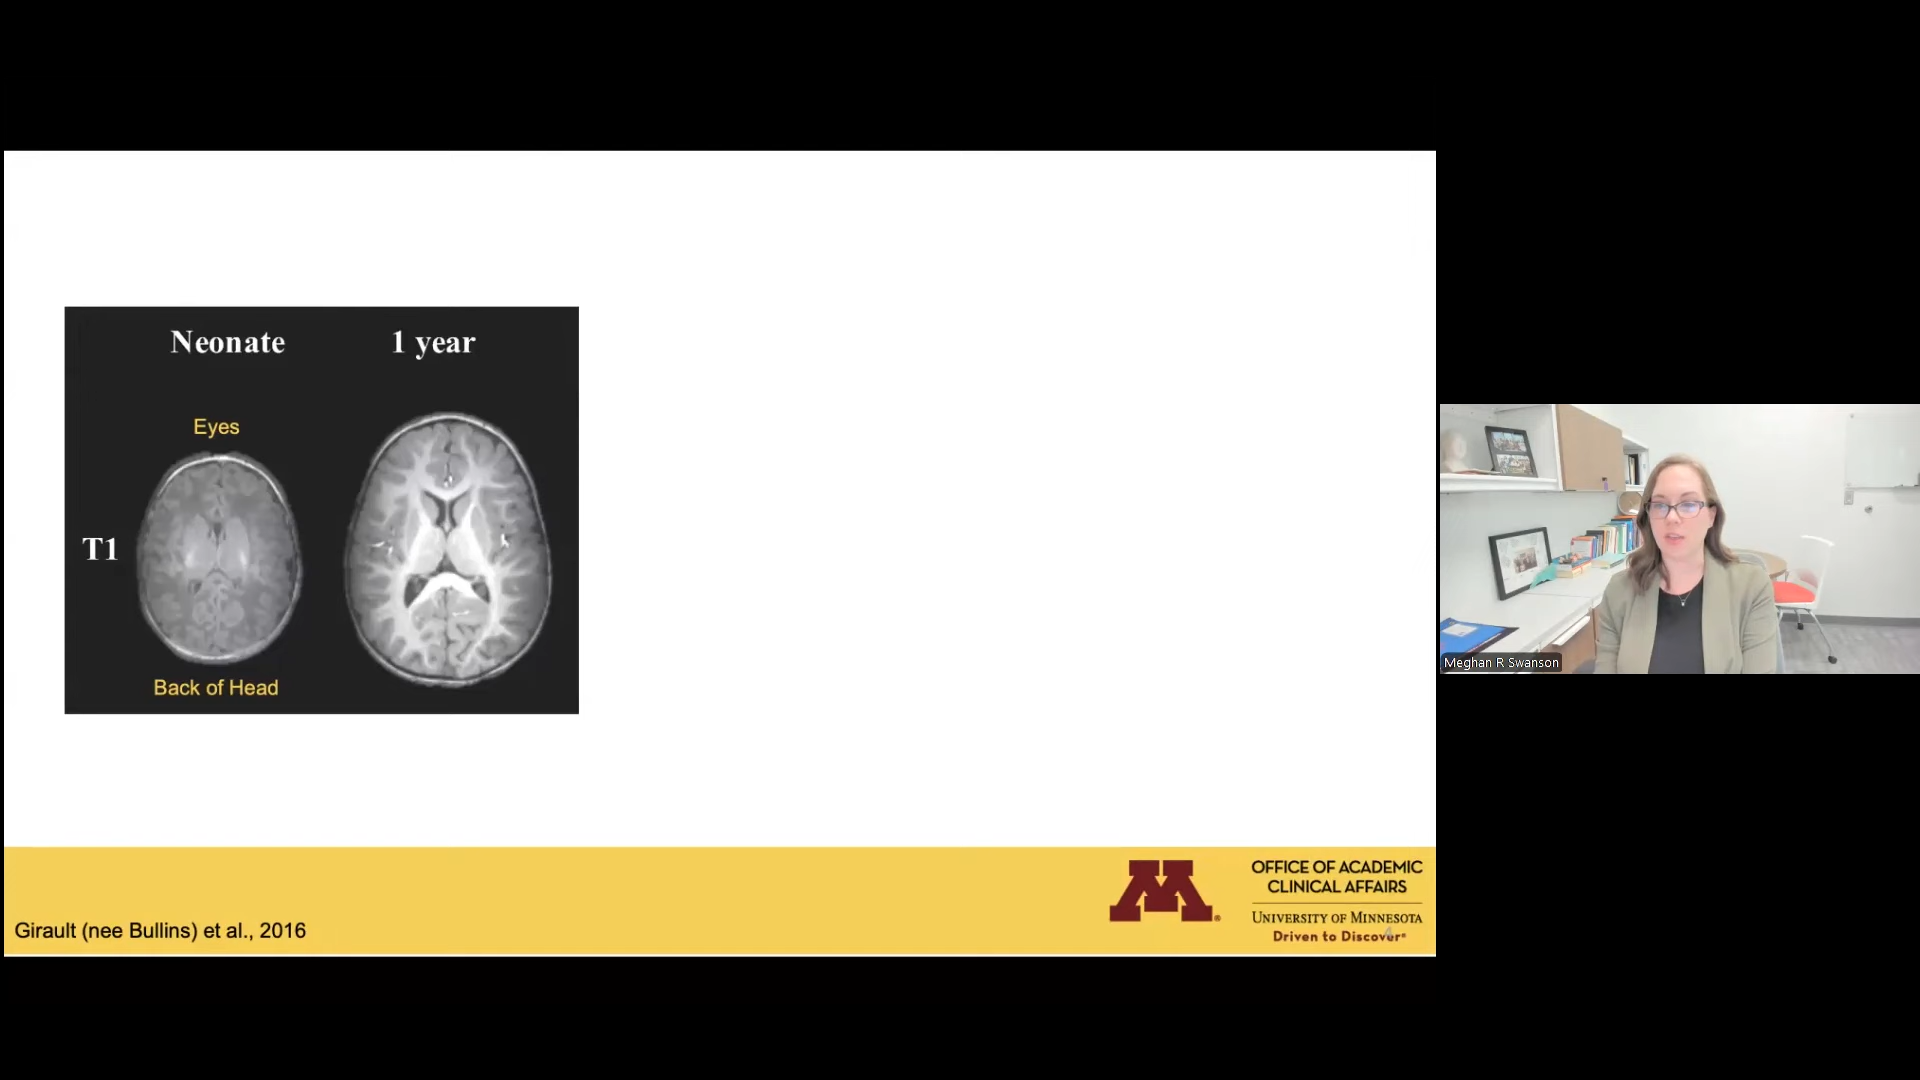 Neonate 1 year
Eyes
T1
Back of Head
Girault (nee Bullins) et al., 2016
M®
OFFICE OF ACADEMIC
CLINICAL AFFAIRS
UNIVERSITY OF MINNESOTA
Driven to Discover®
4
Meghan R Swanson